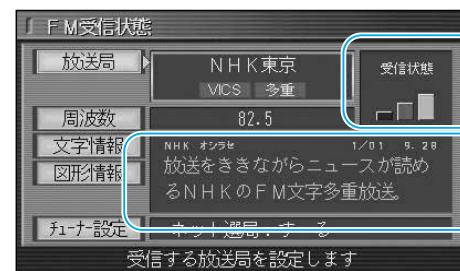 FM受信状態
放送局
NHK東京
VICS 多重
受信状態
周波数
82.5
文字情報
NHK オシラセ 1/01 9.28
放送をききながらニュースが読め
るNHKのFM文字多重放送。
図形情報
チューナー設定
ネット選局:する
受信する放送局を設定します